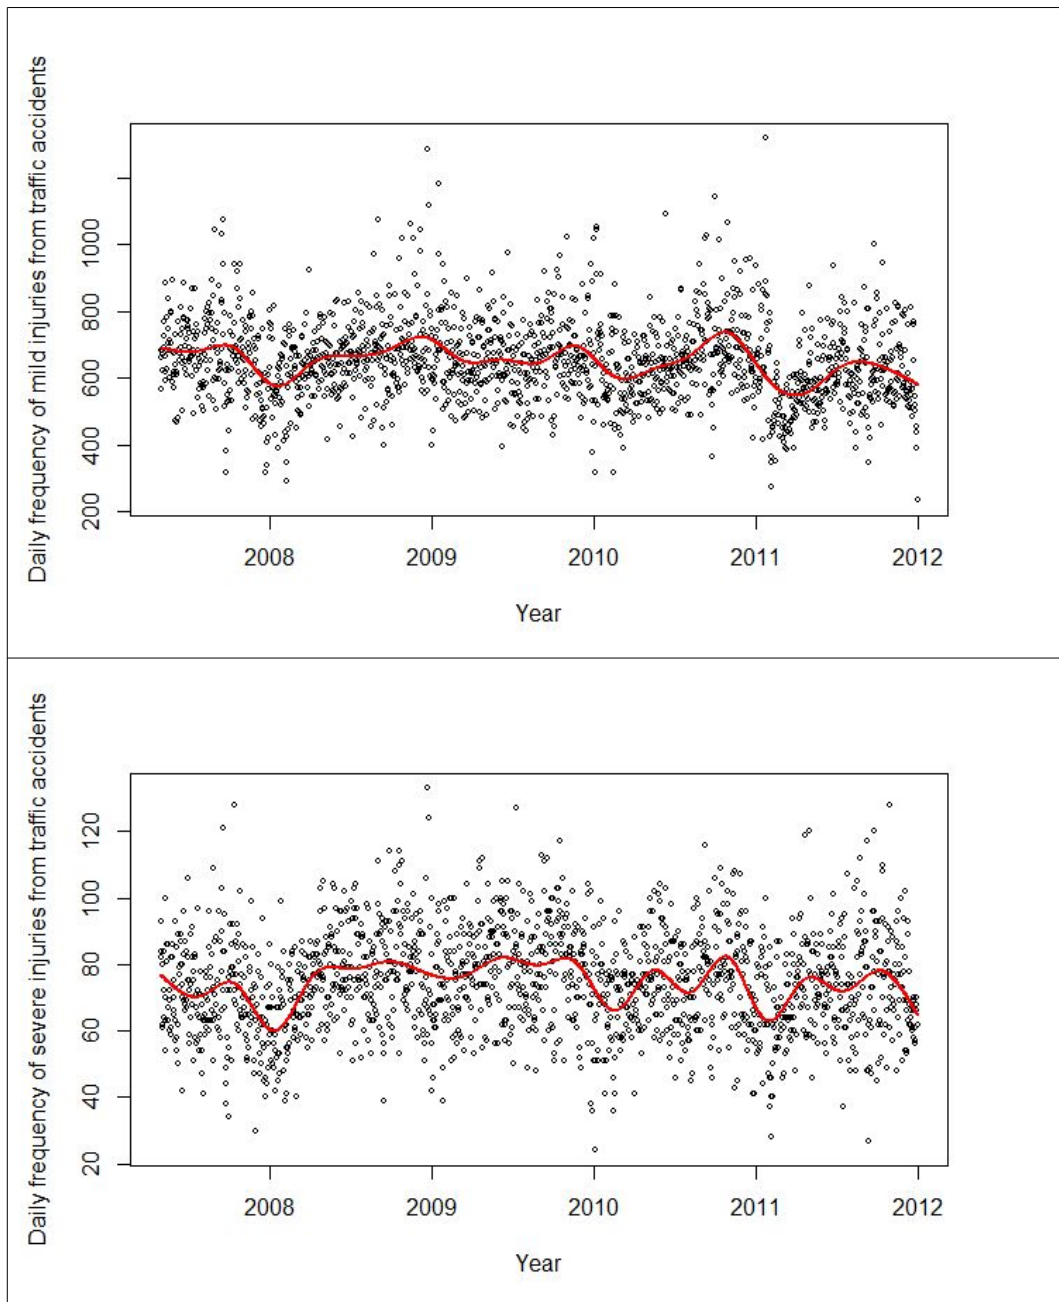 Daily frequency of mild injuries from traffic accidents
1000
800
600
400
200
2008 2009 2010 2011 2012
Year
Daily frequency of severe injuries from traffic accidents
120
100
80
60
40
20
2008 2009 2010 2011 2012
Year